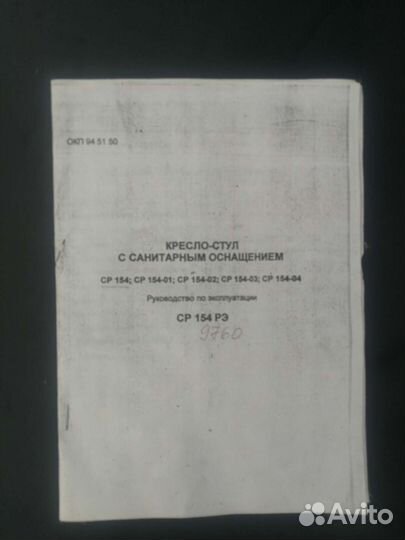 ОКП 94 51 50
КРЕСЛО-СТУЛ
С САНИТАРНЫМ ОСНАЩЕНИЕМ
СР 154; СР 154-01; СР 154-02; СР 154-03; СР 154-04
Руководство по эксплуатации
СР 154 РЭ
9760
Avito